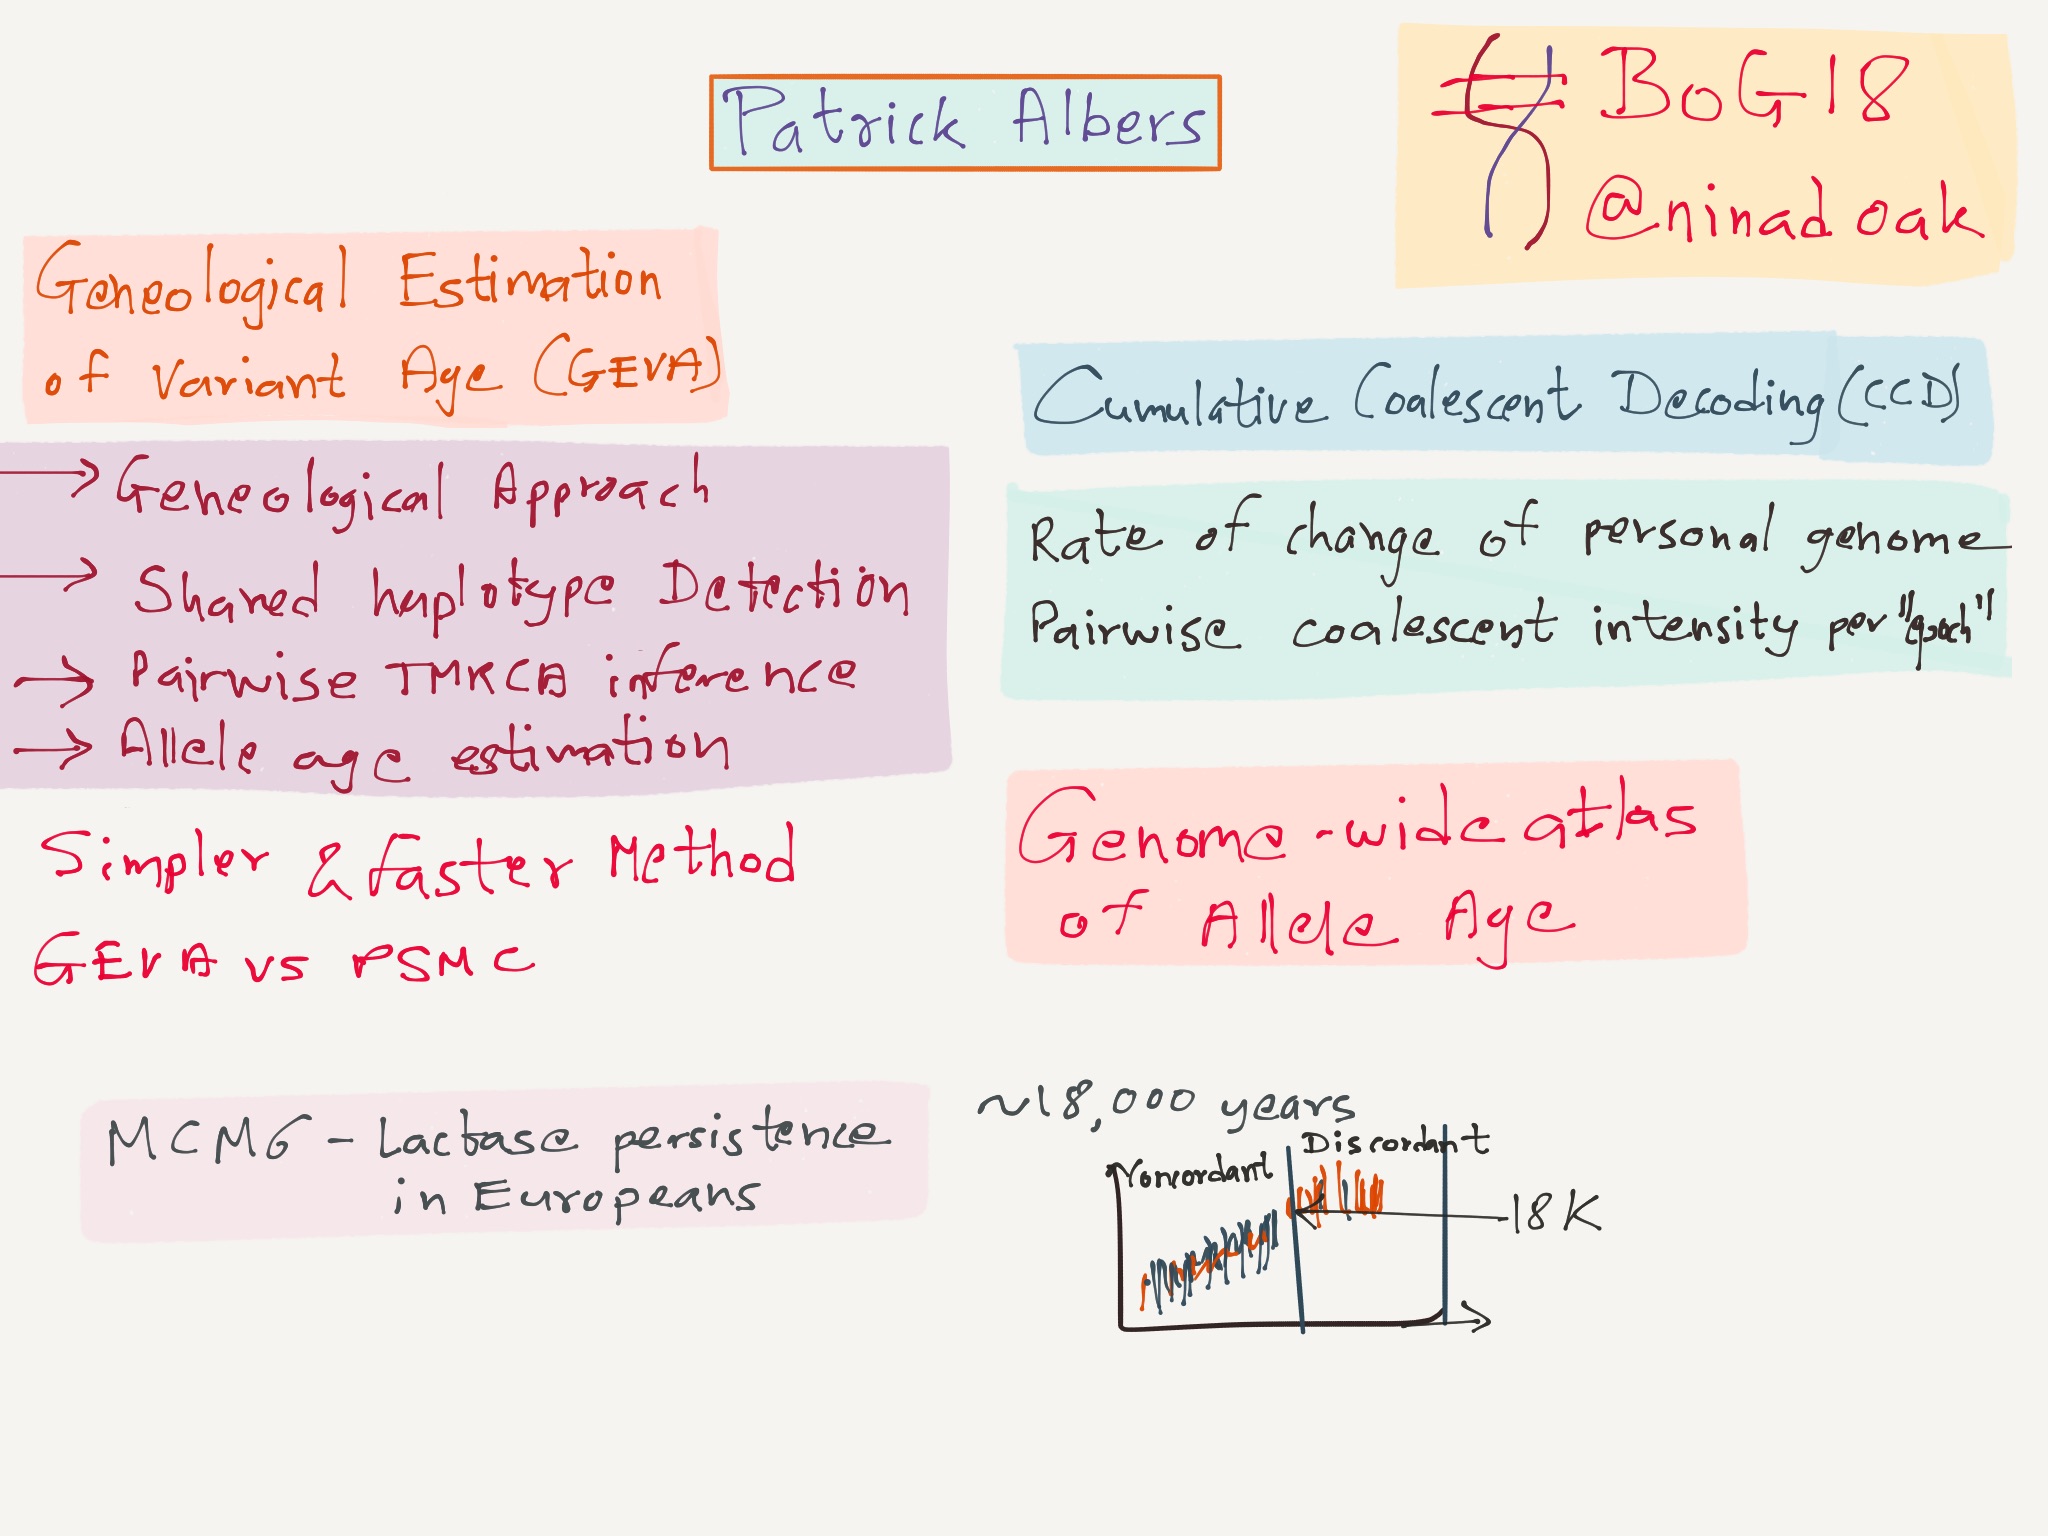 Patrick Albers
# BoG18
@ninadoak
Geneological Estimation
of Variant Age (GEVA)
→ Geneological Approach
→ Shared haplotype Detection
→ Pairwise TMRCA inference
→ Allele age estimation
Simpler & faster Method
GEVA vs PSMC
Cumulative Coalescent Decoding (CCD)
Rate of change of personal genome
Pairwise coalescent intensity per "epoch"
Genome-wide atlas
of Allele Age
MCM6 - Lactase persistence
in Europeans
~18,000 years
Concordant
Discordant
18K